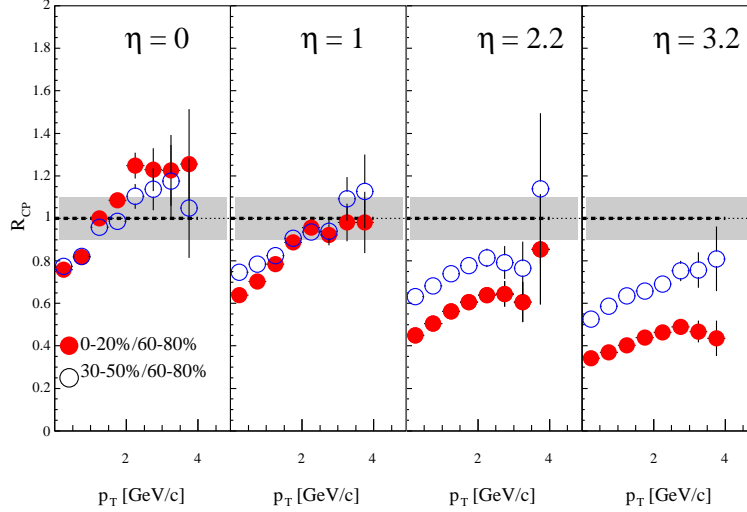 2
1.8
1.6
1.4
1.2
1
0.8
0.6
0.4
0.2
0
R_CP
η = 0
η = 1
η = 2.2
η = 3.2
0-20%/60-80%
30-50%/60-80%
2 4
2 4
2 4
2 4
p_T [GeV/c]
p_T [GeV/c]
p_T [GeV/c]
p_T [GeV/c]